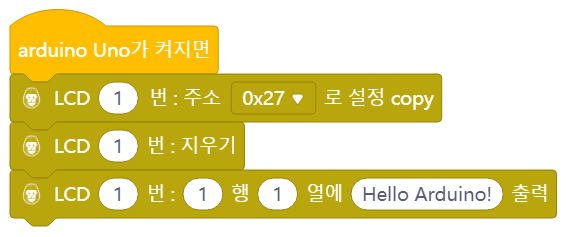 arduino Uno가 켜지면
LCD 1 번 : 주소 0x27 로 설정 copy
LCD 1 번 : 지우기
LCD 1 번 : 1 행 1 열에 Hello Arduino! 출력